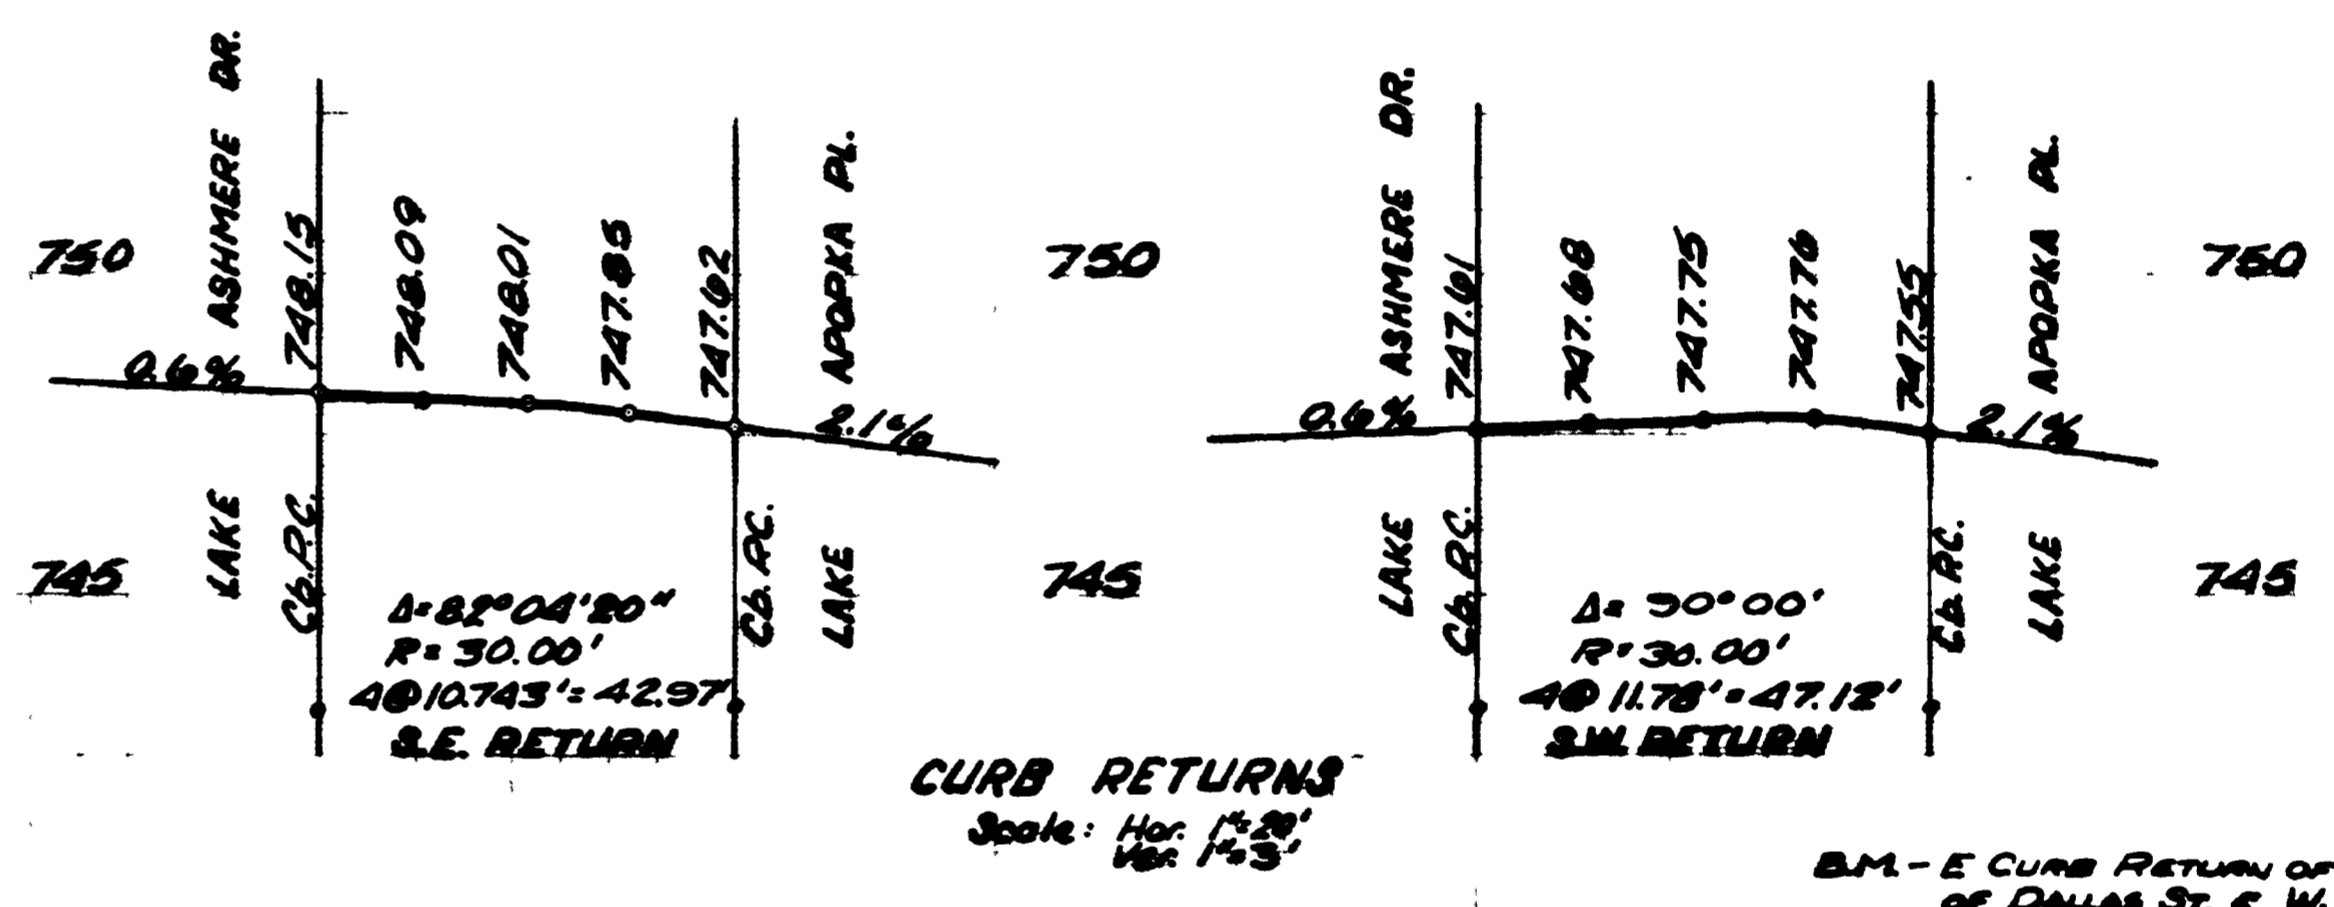 750
LAKE ASHMERE DR.
0.6%
748.15
748.09
748.01
747.85
747.62
LAKE APOPKA PL.
2.1%
745
Cb. P.C.
Cb. P.C.
Δ=82°04'20"
R=30.00'
4@10.743'=42.97'
S.E. RETURN
750
LAKE ASHMERE DR.
0.6%
747.61
747.68
747.75
747.76
747.55
LAKE APOPKA PL.
2.1%
750
745
Cb. P.C.
Cb. P.C.
Δ= 90°00'
R=30.00'
4@ 11.78'=47.12'
S.W. RETURN
745
CURB RETURNS
Scale: Hor. 1"=20'
Ver. 1"=3'
B.M. - E CURB RETURN OF
OF DALLAS ST. & W.